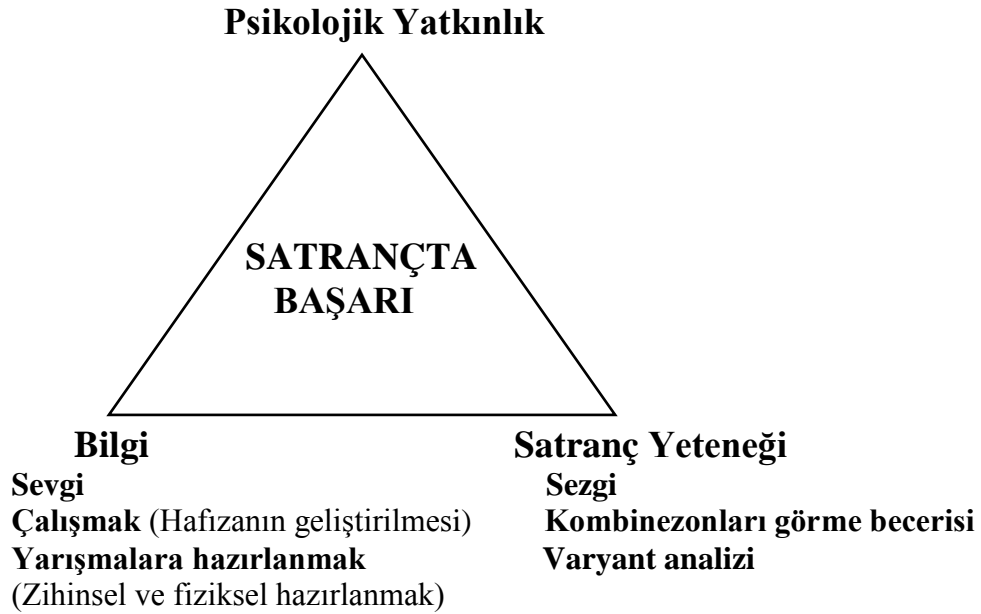 Psikolojik Yatkınlık
SATRANÇTA
BAŞARI
Bilgi
Satranç Yeteneği
Sevgi
Sezgi
Çalışmak (Hafızanın geliştirilmesi)
Kombinezonları görme becerisi
Yarışmalara hazırlanmak
Varyant analizi
(Zihinsel ve fiziksel hazırlanmak)